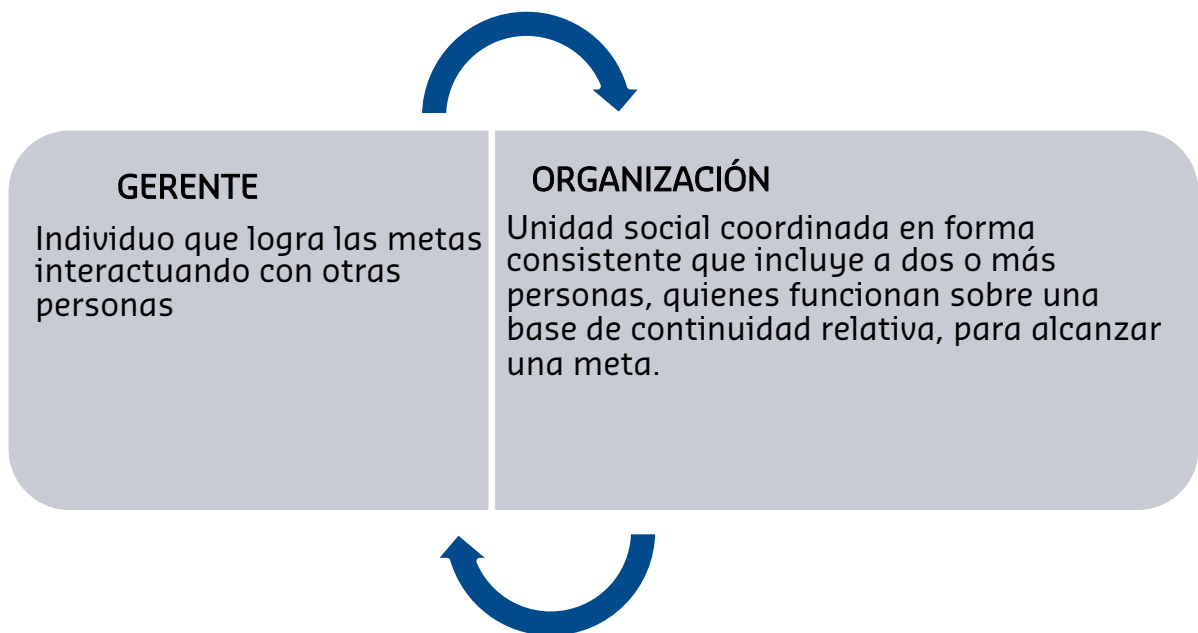 GERENTE
Individuo que logra las metas
interactuando con otras
personas
ORGANIZACIÓN
Unidad social coordinada en forma
consistente que incluye a dos o más
personas, quienes funcionan sobre una
base de continuidad relativa, para alcanzar
una meta.